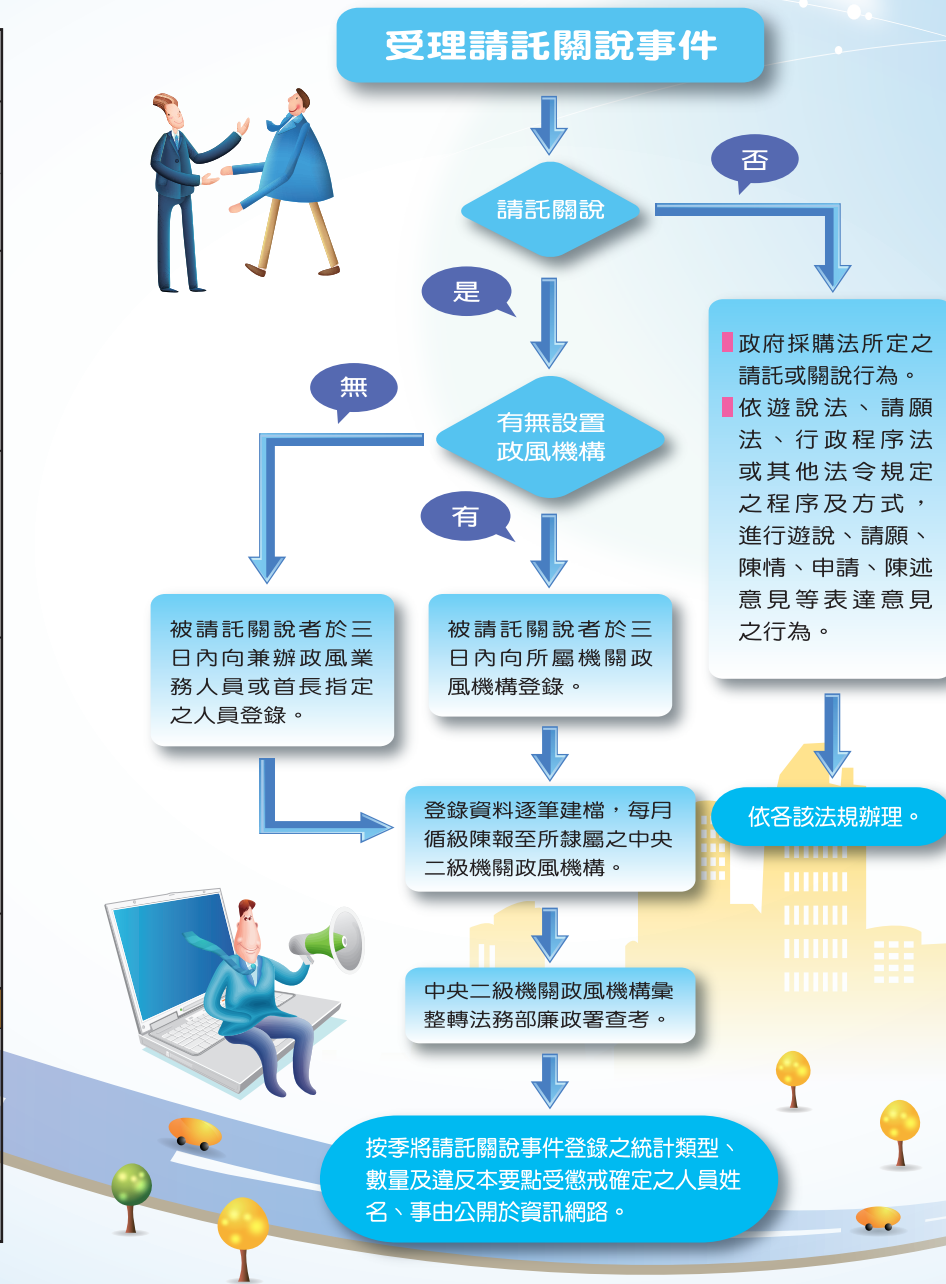 受理請託關說事件
請託關說
否
是
政府採購法所定之
請託或關說行為。
依遊說法、請願
法、行政程序法
或其他法令規定
之程序及方式，
進行遊說、請願、
陳情、申請、陳述
意見等表達意見
之行為。
依各該法規辦理。
有無設置
政風機構
無
有
被請託關說者於三
日內向兼辦政風業
務人員或首長指定
之人員登錄。
被請託關說者於三
日內向所屬機關政
風機構登錄。
登錄資料逐筆建檔，每月
循級陳報至所隸屬之中央
二級機關政風機構。
中央二級機關政風機構彙
整轉法務部廉政署查考。
按季將請託關說事件登錄之統計類型、
數量及違反本要點受懲戒確定之人員姓
名、事由公開於資訊網路。